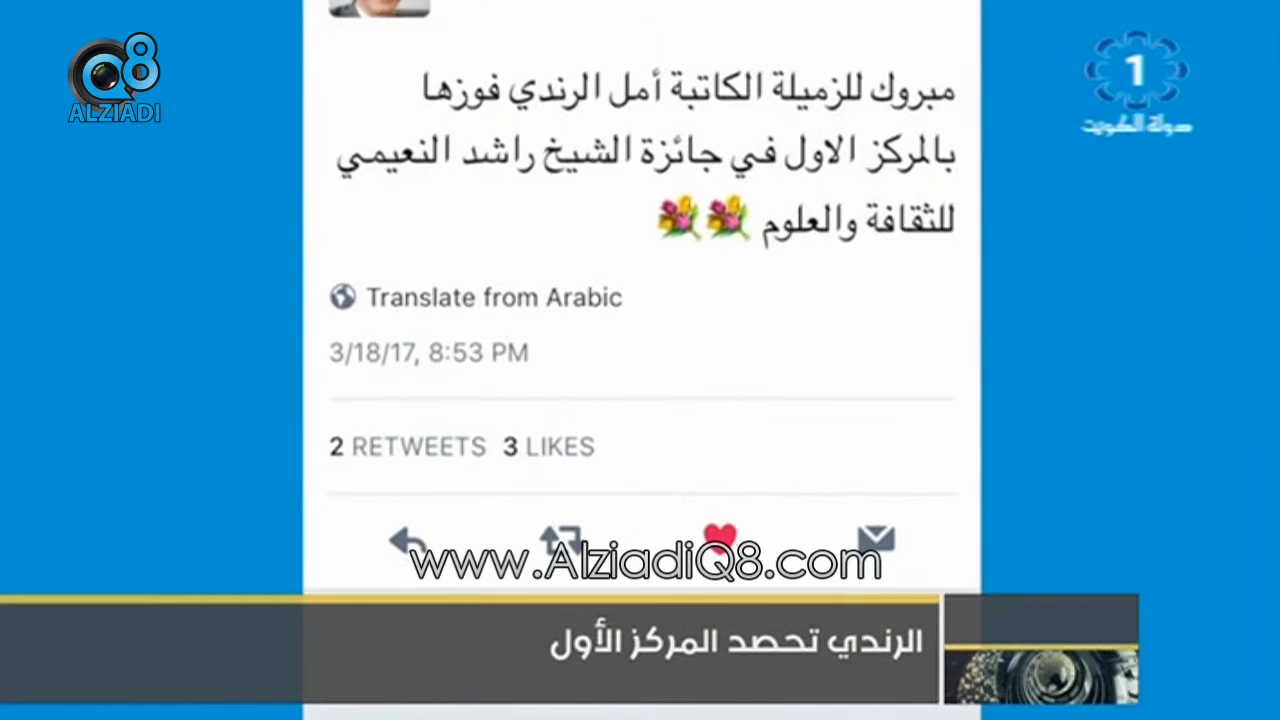 Q8
ALZIADI
1
دولة الكويت
مبروك للزميلة الكاتبة أمل الرندي فوزها
بالمركز الاول في جائزة الشيخ راشد النعيمي
للثقافة والعلوم 💐💐
Translate from Arabic
3/18/17, 8:53 PM
2 RETWEETS 3 LIKES
www.AlziadiQ8.com
الرندي تحصد المركز الأول